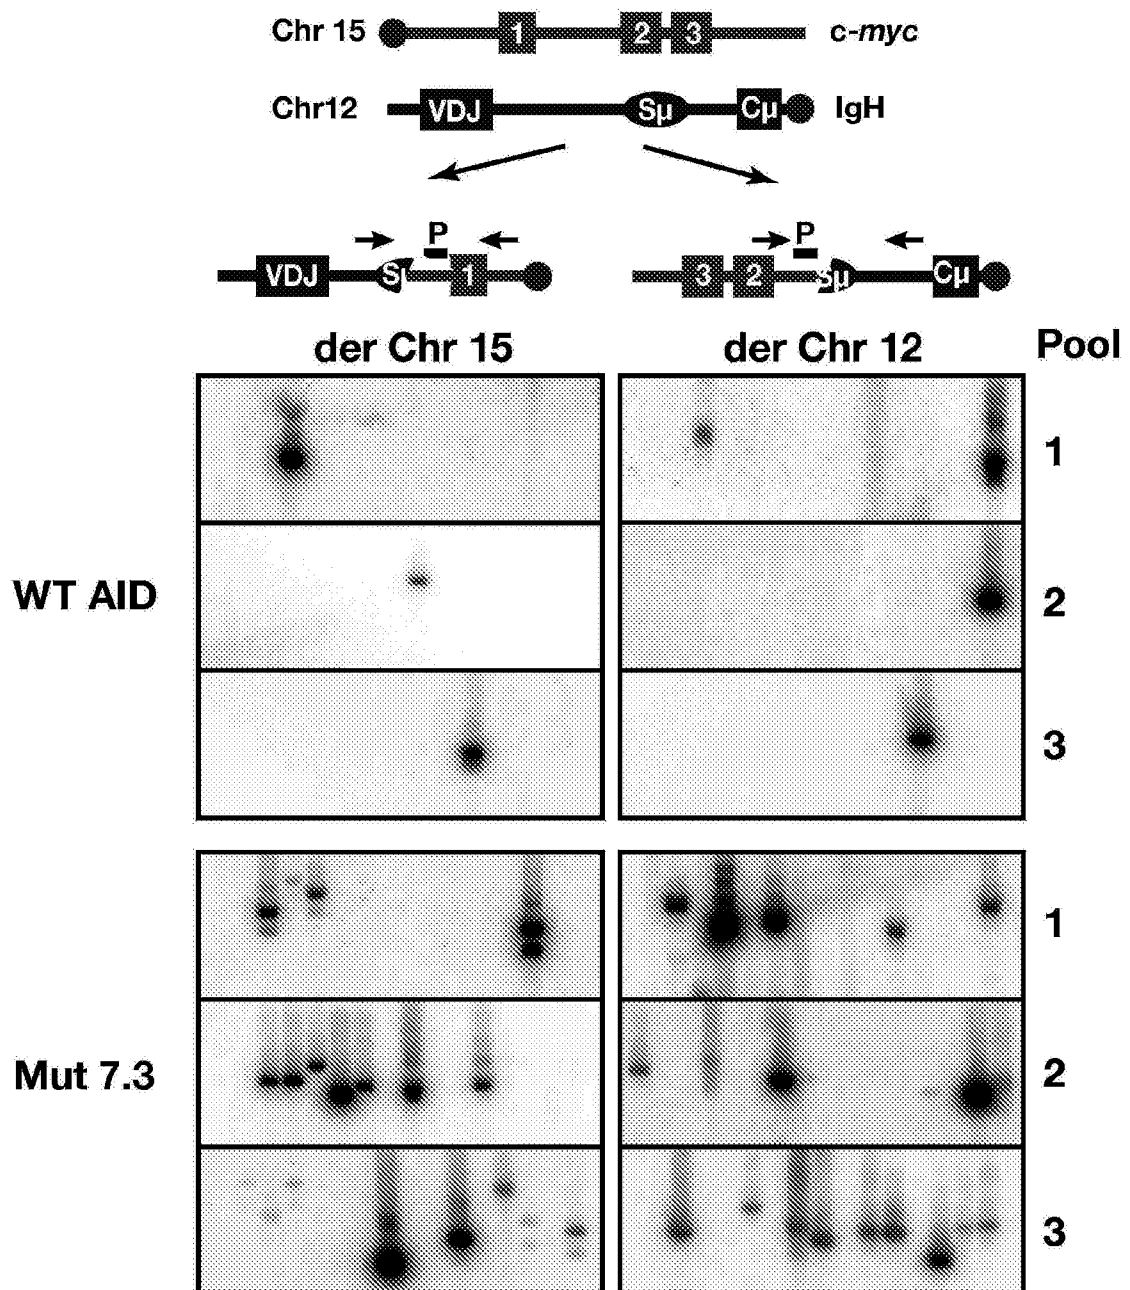 Chr 15 1 2 3 c-myc
Chr12 VDJ Sµ Cµ IgH
P P
VDJ Sµ 1 3 2 Sµ Cµ
der Chr 15 der Chr 12 Pool
1
WT AID 2
3
1
Mut 7.3 2
3